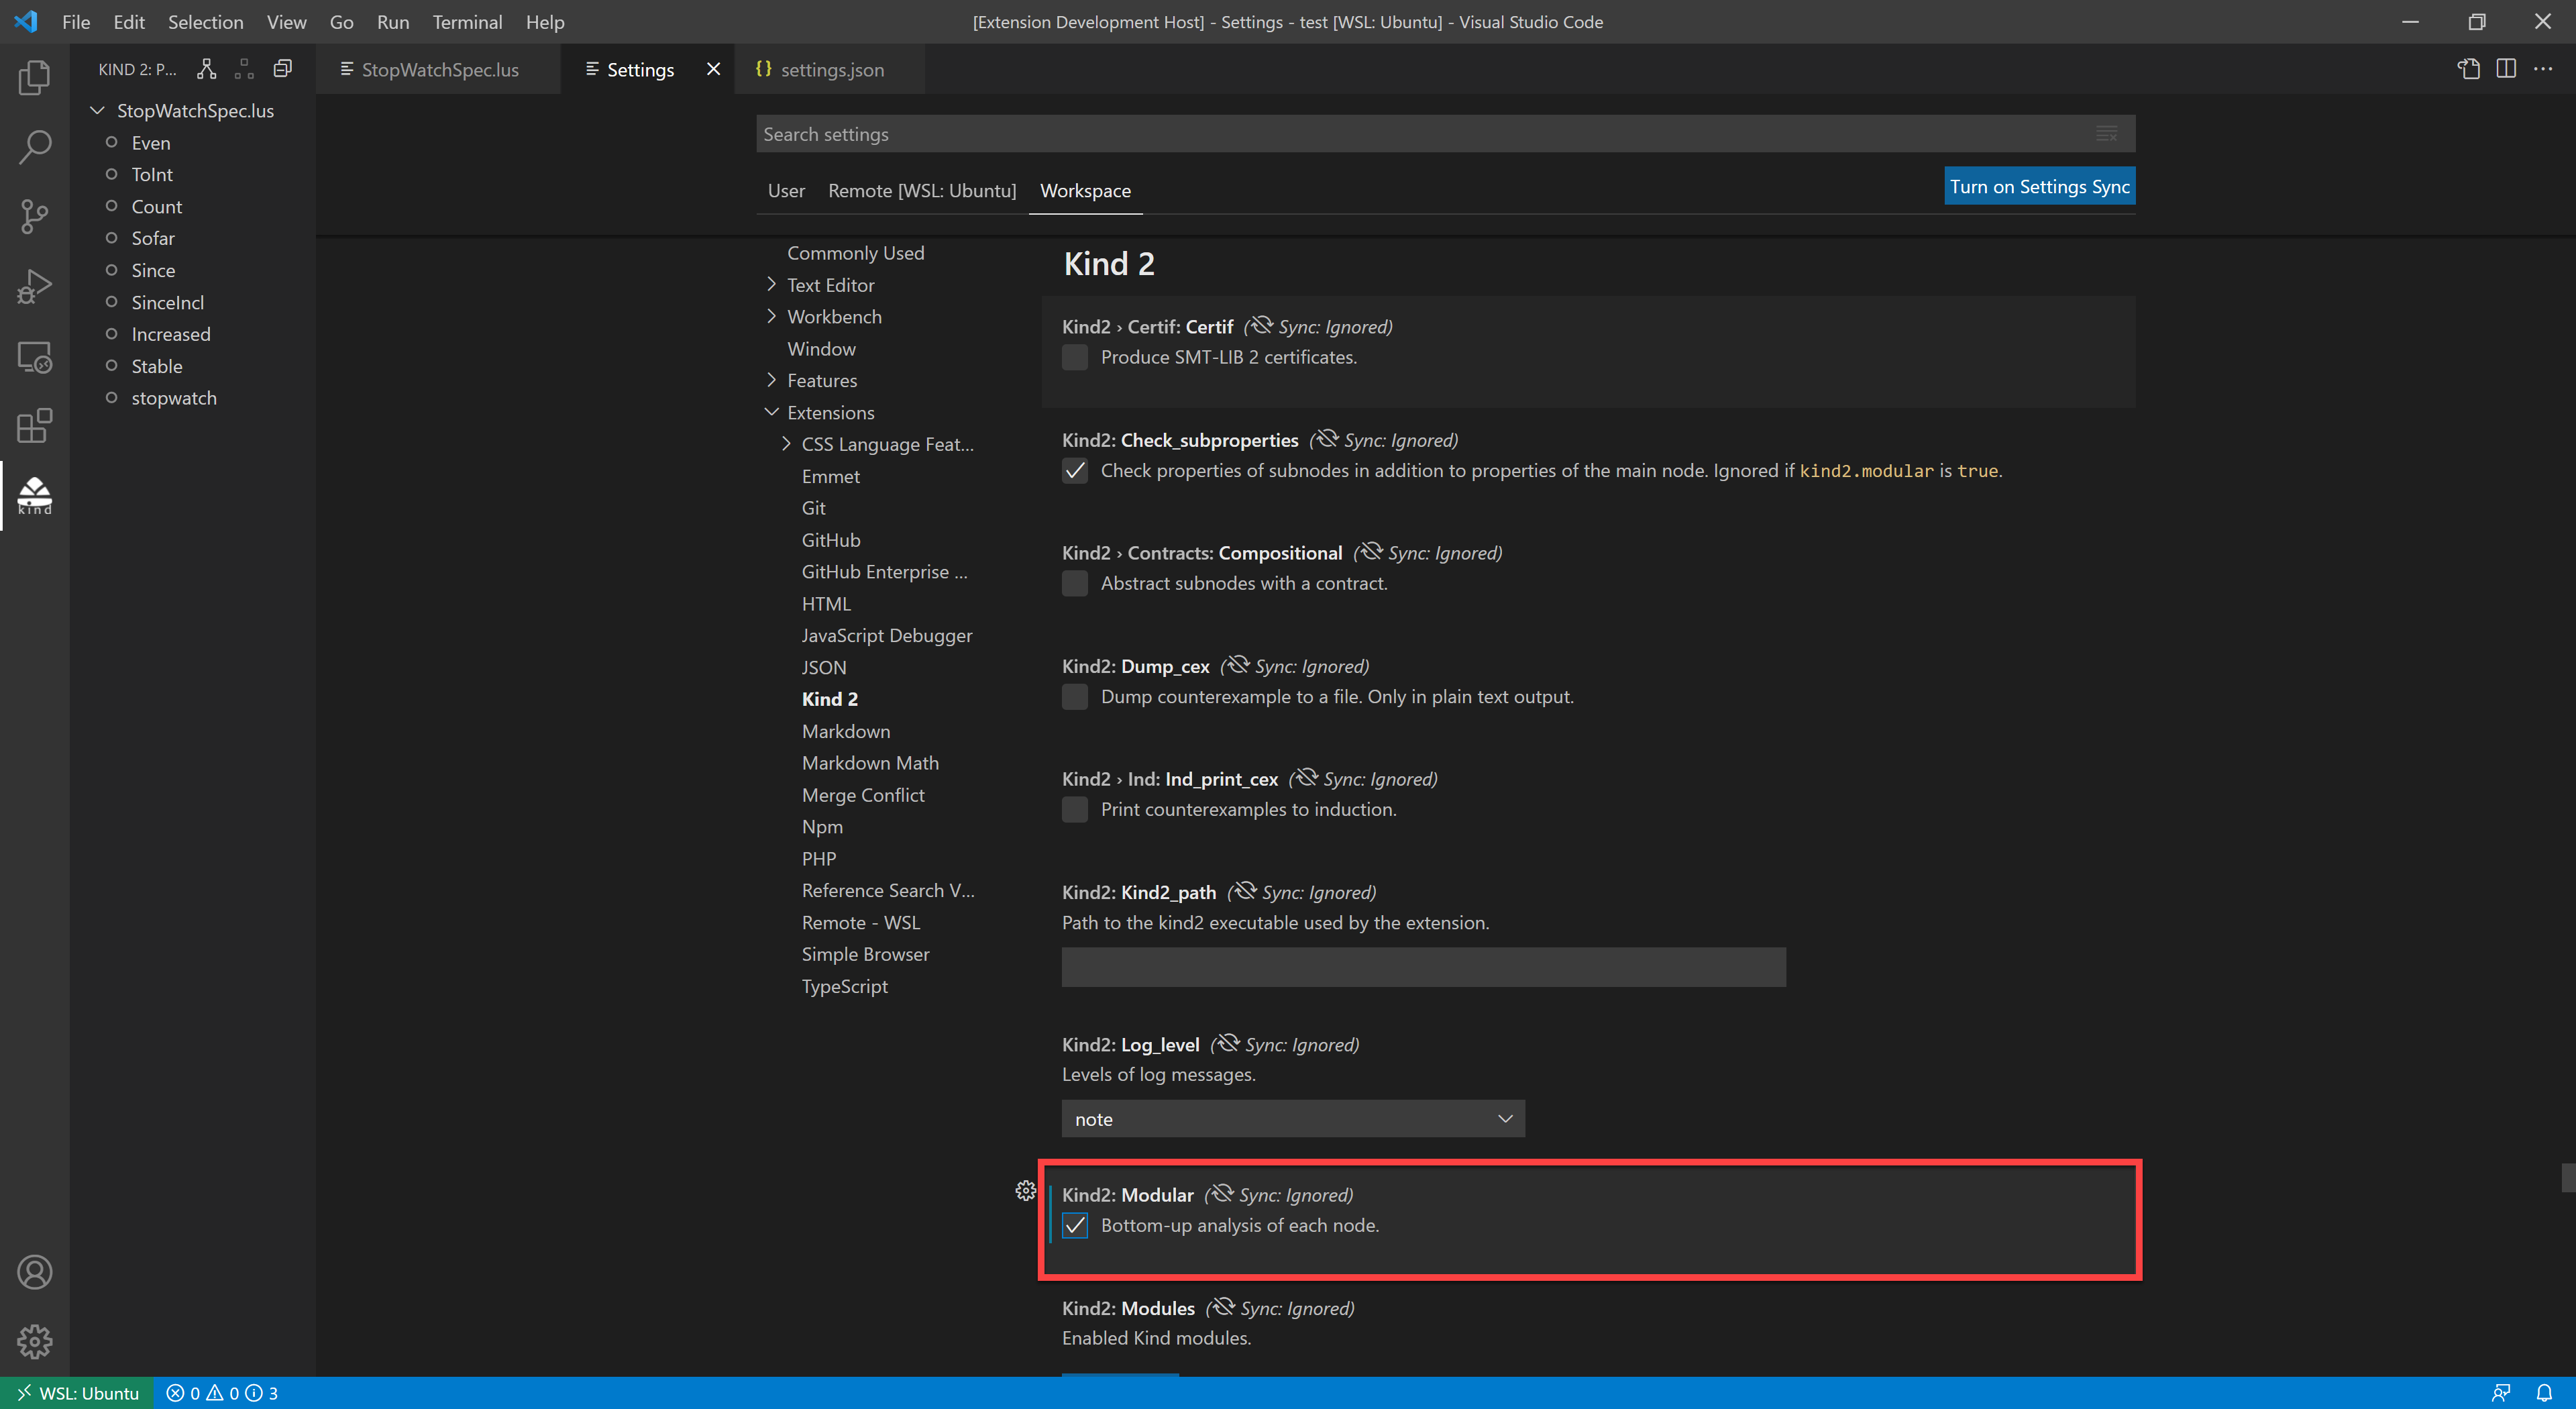 File Edit Selection View Go Run Terminal Help
[Extension Development Host] - Settings - test [WSL: Ubuntu] - Visual Studio Code
KIND 2: P...
StopWatchSpec.lus
Settings
{} settings.json
StopWatchSpec.lus
Even
ToInt
Count
Sofar
Since
SinceIncl
Increased
Stable
stopwatch
kind
Search settings
User Remote [WSL: Ubuntu] Workspace
Turn on Settings Sync
Commonly Used
Text Editor
Workbench
Window
Features
Extensions
CSS Language Feat...
Emmet
Git
GitHub
GitHub Enterprise ...
HTML
JavaScript Debugger
JSON
Kind 2
Markdown
Markdown Math
Merge Conflict
Npm
PHP
Reference Search V...
Remote - WSL
Simple Browser
TypeScript
Kind 2
Kind2 › Certif: Certif (Sync: Ignored)
Produce SMT-LIB 2 certificates.
Kind2: Check_subproperties (Sync: Ignored)
Check properties of subnodes in addition to properties of the main node. Ignored if kind2.modular is true.
Kind2 › Contracts: Compositional (Sync: Ignored)
Abstract subnodes with a contract.
Kind2: Dump_cex (Sync: Ignored)
Dump counterexample to a file. Only in plain text output.
Kind2 › Ind: Ind_print_cex (Sync: Ignored)
Print counterexamples to induction.
Kind2: Kind2_path (Sync: Ignored)
Path to the kind2 executable used by the extension.
Kind2: Log_level (Sync: Ignored)
Levels of log messages.
note
Kind2: Modular (Sync: Ignored)
Bottom-up analysis of each node.
Kind2: Modules (Sync: Ignored)
Enabled Kind modules.
WSL: Ubuntu 0 0 3